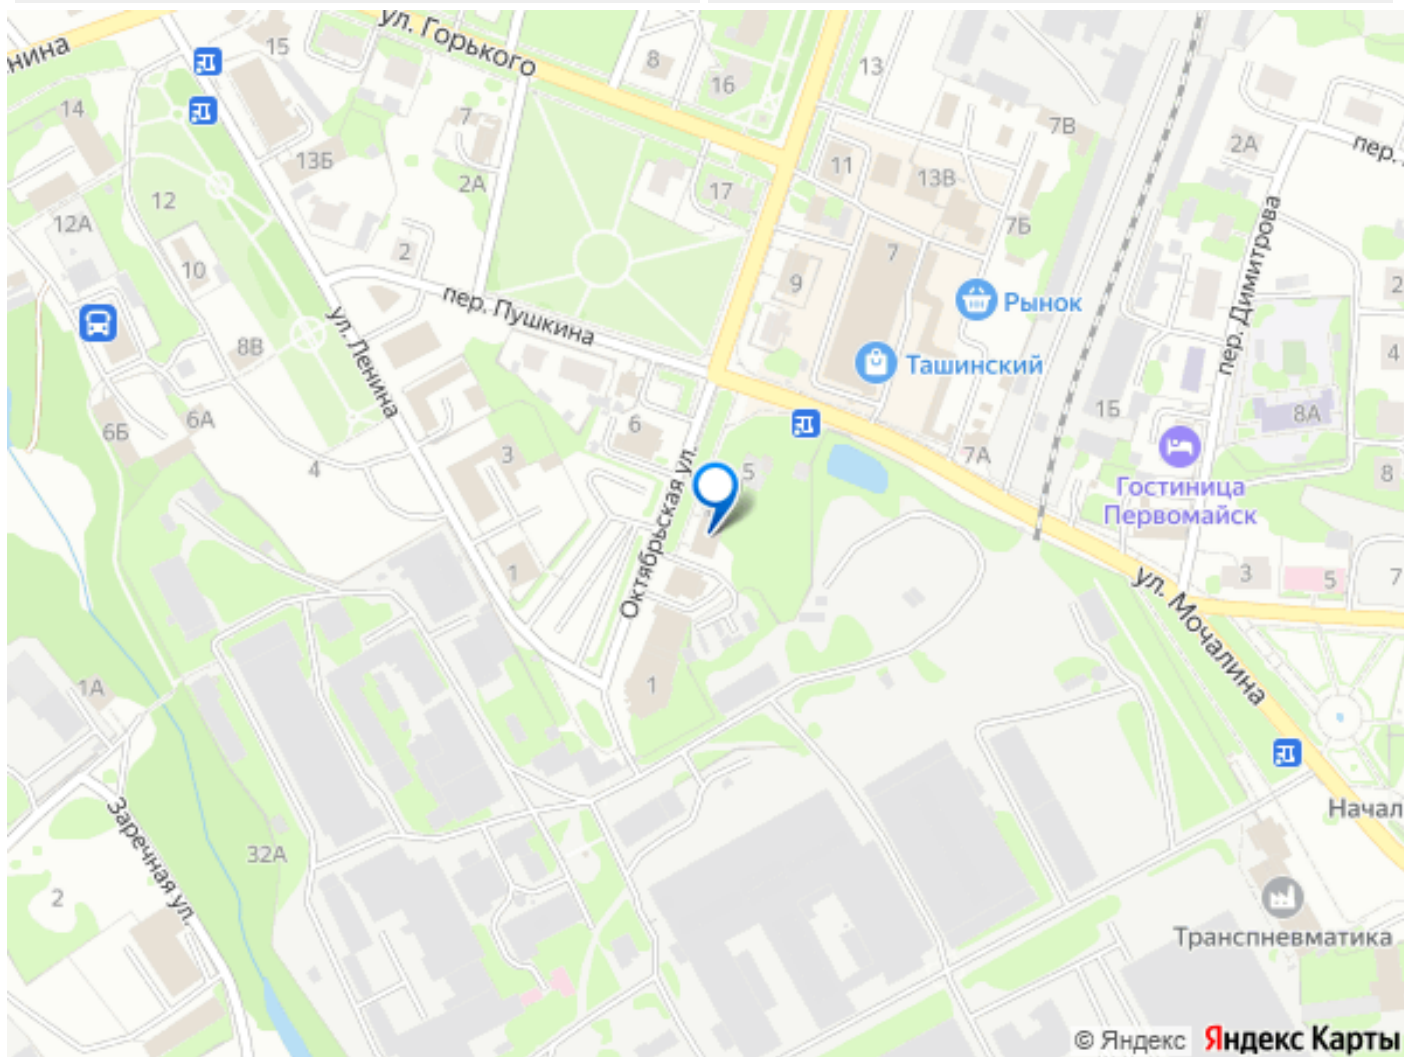 нина
15
ул. Горького
8
16
13
14
7
13Б
2А
12
12А
10
2
17
11
13В
7В
7Б
2А
пер.
7
9
Рынок
пер. Димитрова
2
пер. Пушкина
ул. Ленина
8В
Ташинский
4
6А
6Б
4
3
6
5
7А
1Б
8А
8
Гостиница
Первомайск
Октябрьская ул.
1
3
5
7
ул. Мочалина
1А
1
Заречная ул.
32А
2
Начал
Транспневматика
© Яндекс Яндекс Карты